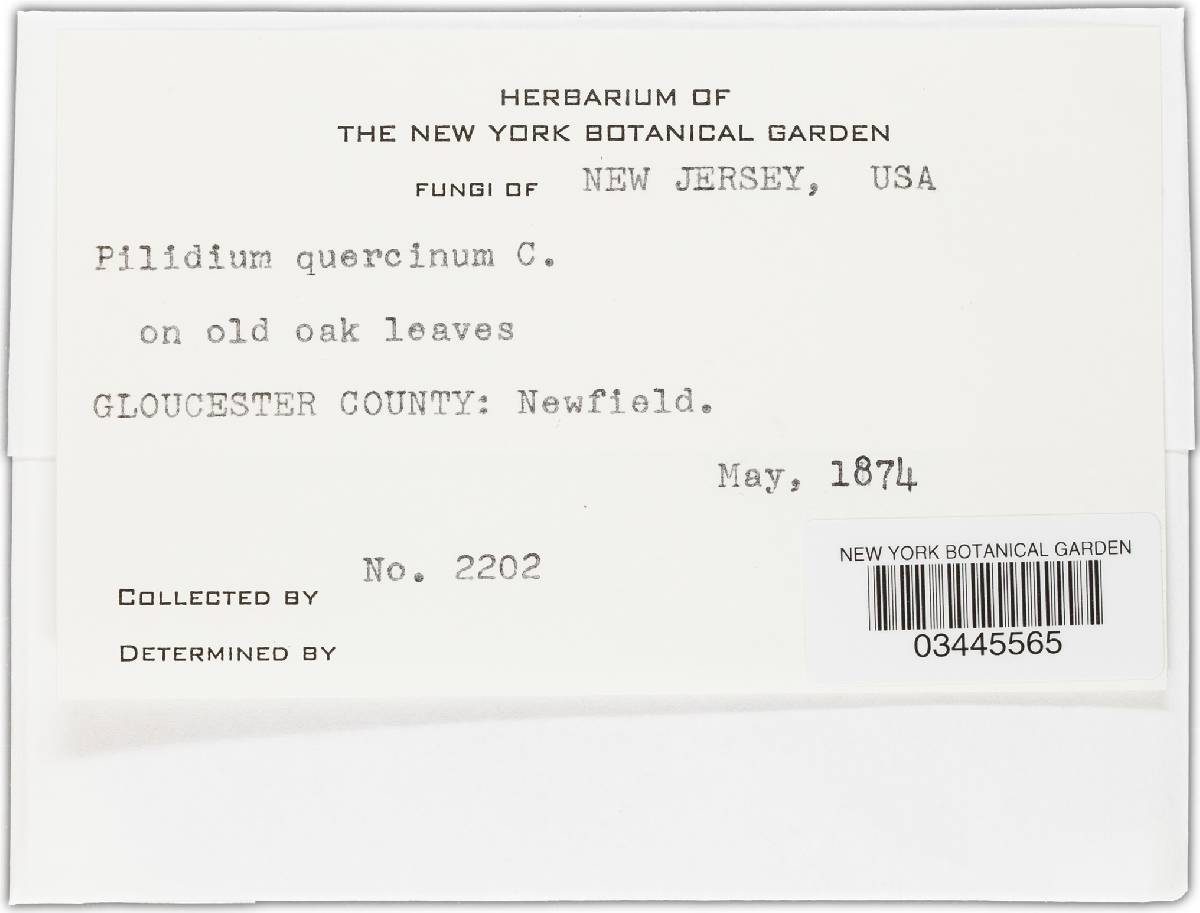 HERBARIUM OF
THE NEW YORK BOTANICAL GARDEN
FUNGI OF NEW JERSEY, USA
Pilidium quercinum C.
on old oak leaves
GLOUCESTER COUNTY: Newfield.
May, 1874
No. 2202
COLLECTED BY
DETERMINED BY
NEW YORK BOTANICAL GARDEN
03445565